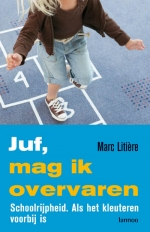 Marc Litière
Juf,
mag ik
overvaren
Schoolrijpheid. Als het kleuteren
voorbij is
lannoo